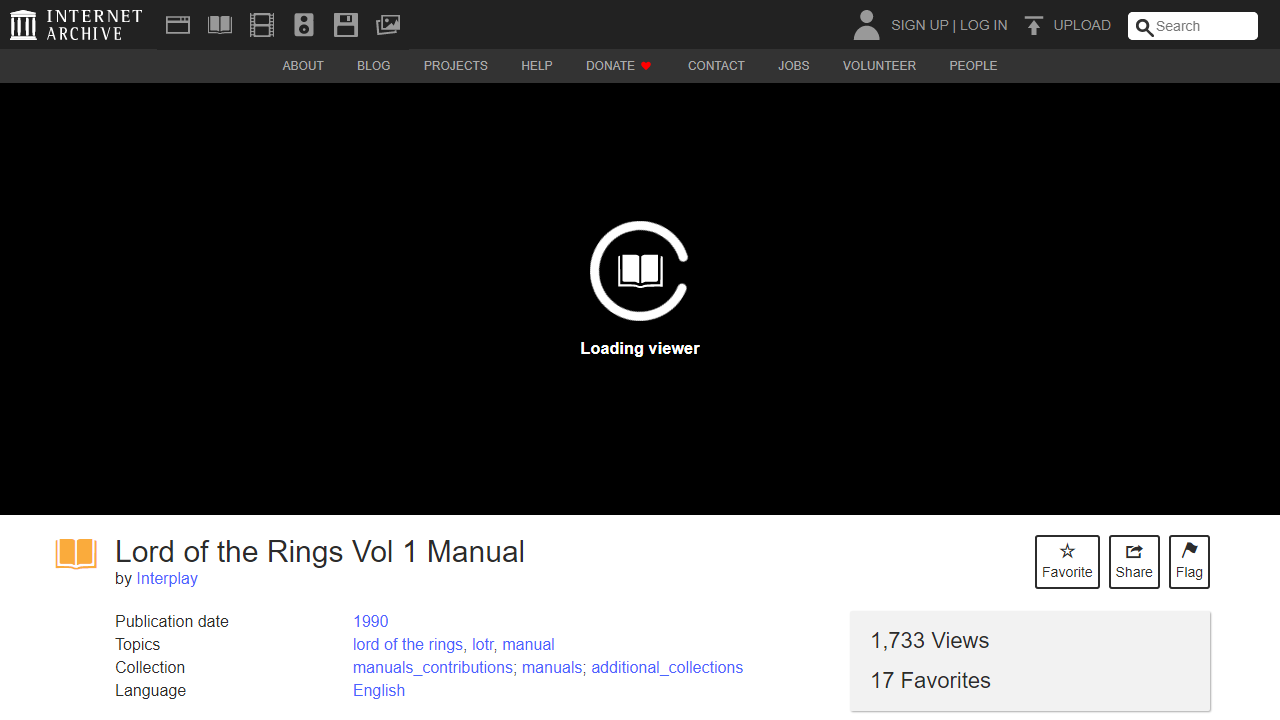 INTERNET
ARCHIVE
SIGN UP | LOG IN
UPLOAD
Search
ABOUT
BLOG
PROJECTS
HELP
DONATE
CONTACT
JOBS
VOLUNTEER
PEOPLE
Loading viewer
Lord of the Rings Vol 1 Manual
by Interplay
Favorite
Share
Flag
Publication date 1990
Topics lord of the rings, lotr, manual
Collection manuals_contributions; manuals; additional_collections
Language English
1,733 Views
17 Favorites